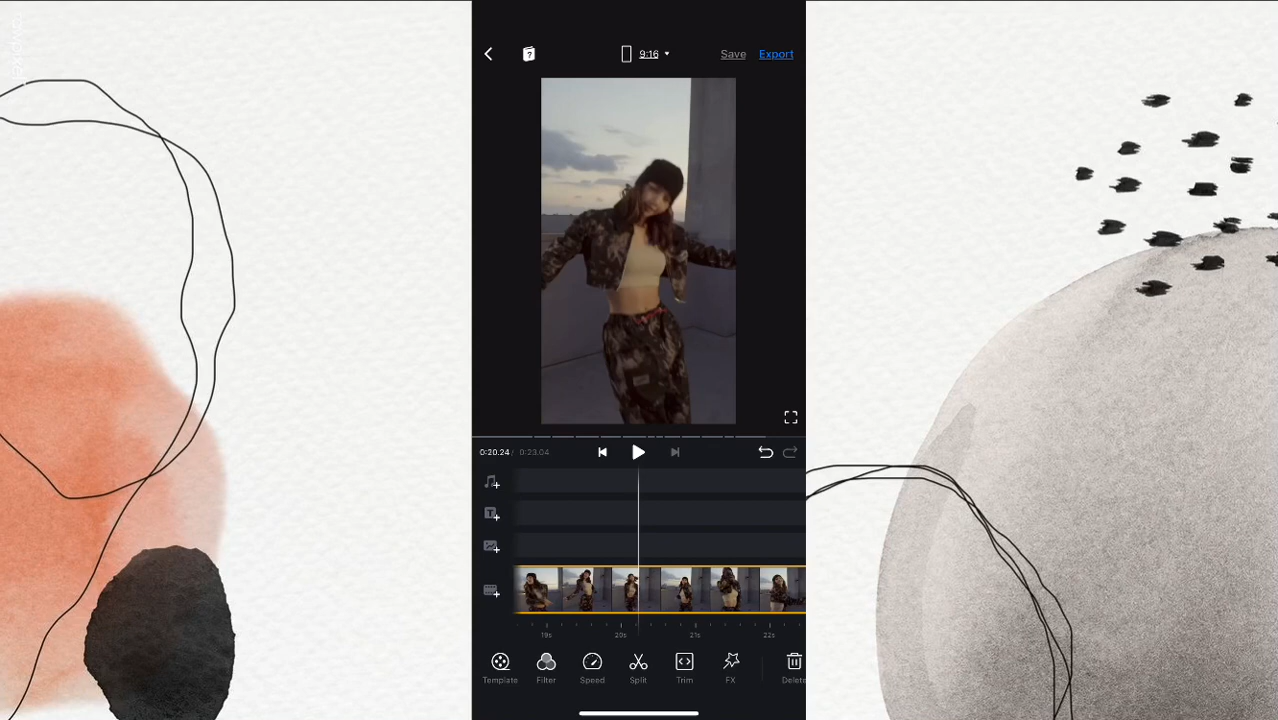 ?
9:16
Save
Export
0:20.24 / 0:23.04
T
19s 20s 21s 22s
Template Filter Speed Split Trim FX Delete